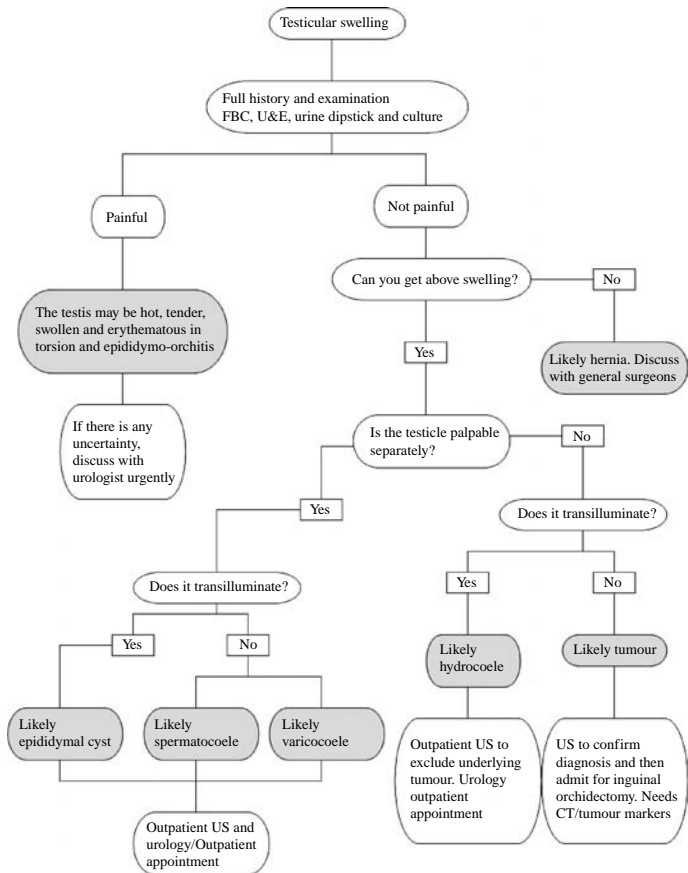 Testicular swelling
Full history and examination
FBC, U&E, urine dipstick and culture
Painful
Not painful
Can you get above swelling?
No
The testis may be hot, tender,
swollen and erythematous in
torsion and epididymo-orchitis
Yes
Likely hernia. Discuss
with general surgeons
If there is any
uncertainty,
discuss with
urologist urgently
Is the testicle palpable
separately?
No
Yes
Does it transilluminate?
Does it transilluminate?
Yes
No
Yes
No
Likely
hydrocoele
Likely tumour
Likely
epididymal cyst
Likely
spermatocoele
Likely
varicocoele
Outpatient US to
exclude underlying
tumour. Urology
outpatient
appointment
US to confirm
diagnosis and then
admit for inguinal
orchidectomy. Needs
CT/tumour markers
Outpatient US and
urology/Outpatient
appointment